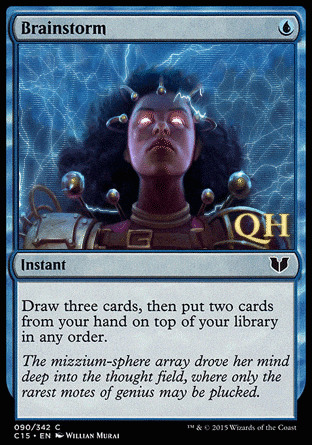 Brainstorm
QH
Instant
Draw three cards, then put two cards
from your hand on top of your library
in any order.
The mizzium-sphere array drove her mind
deep into the thought field, where only the
rarest motes of genius may be plucked.
090/342 C
C15 • EN Willian Murai
™ & © 2015 Wizards of the Coast